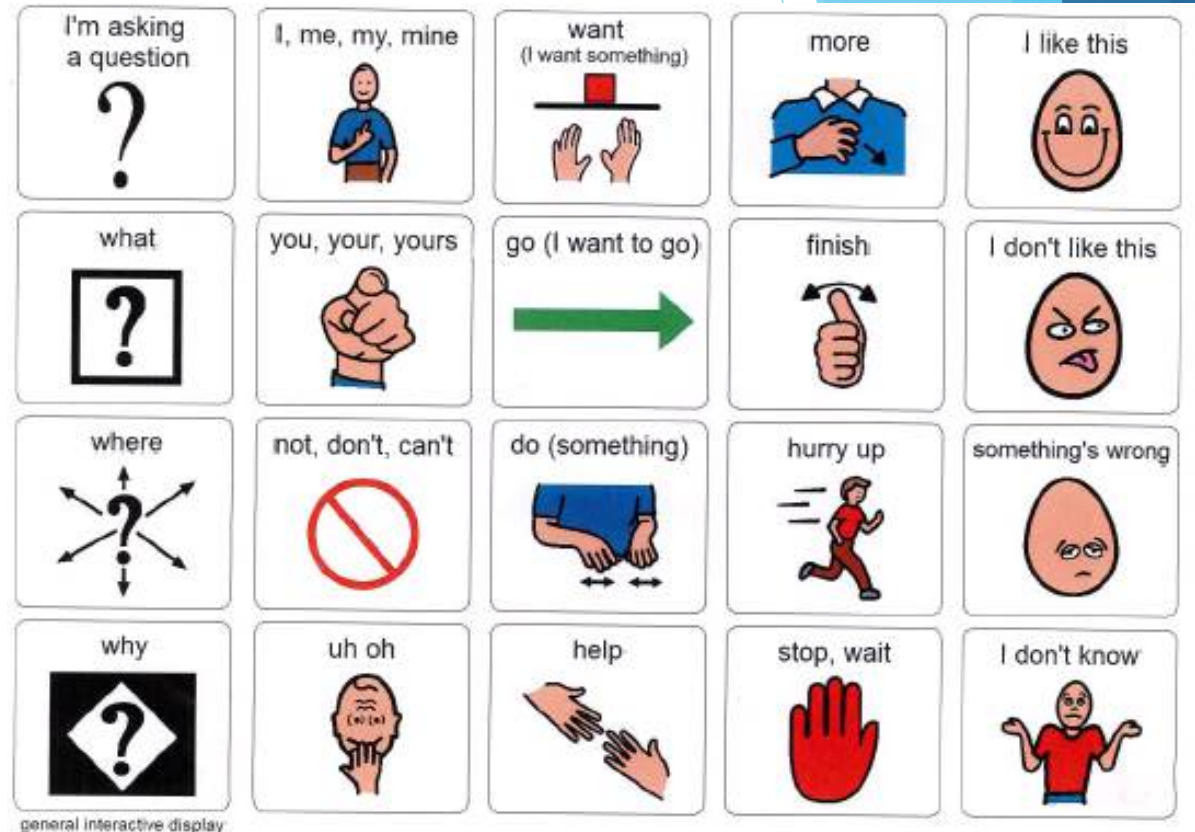 I'm asking
a question
I, me, my, mine
want
(I want something)
more
I like this
what
you, your, yours
go (I want to go)
finish
I don't like this
where
not, don't, can't
do (something)
hurry up
something's wrong
why
uh oh
help
stop, wait
I don't know
general interactive display